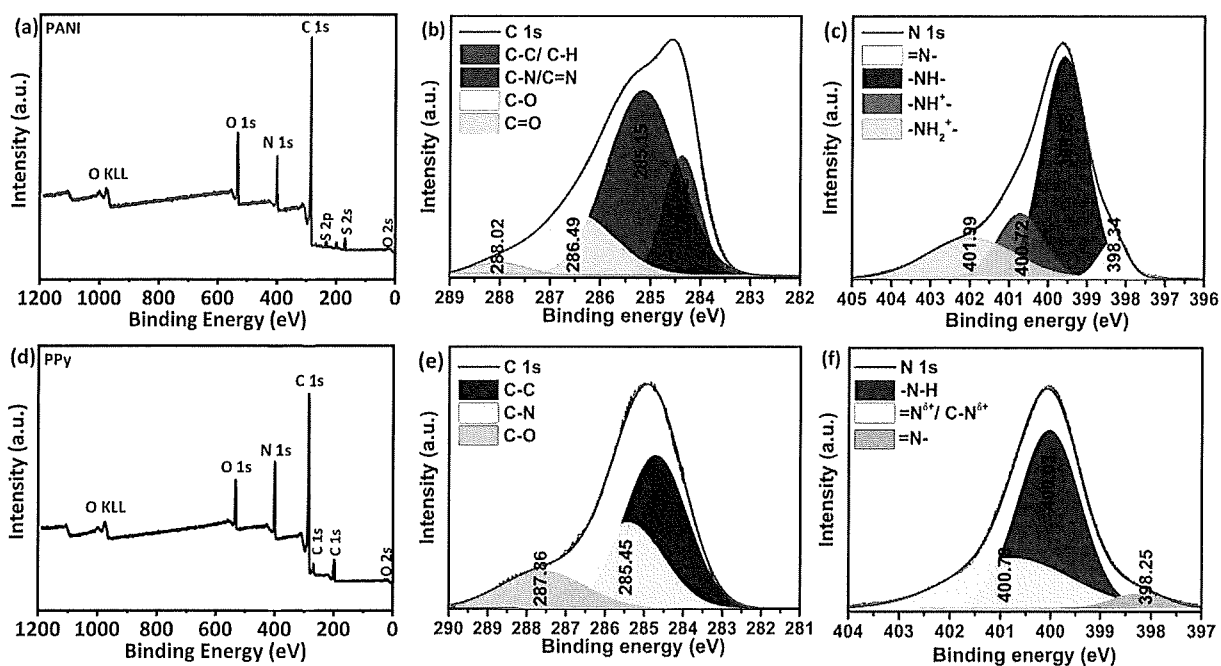 (a) PANI
C 1s
O 1s
N 1s
O KLL
S 2p
S 2s
O 2s
Intensity (a.u.)
1200 1000 800 600 400 200 0
Binding Energy (eV)
(b)
C 1s
C-C/ C-H
C-N/C=N
C-O
C=O
285.15
286.49
288.02
Intensity (a.u.)
289 288 287 286 285 284 283 282
Binding energy (eV)
(c)
N 1s
=N-
-NH-
-NH⁺-
-NH₂⁺-
401.99
400.72
398.34
Intensity (a.u.)
405 404 403 402 401 400 399 398 397 396
Binding energy (eV)
(d) PPy
C 1s
N 1s
O 1s
O KLL
C 1s
C 1s
O 2s
Intensity (a.u.)
1200 1000 800 600 400 200 0
Binding Energy (eV)
(e)
C 1s
C-C
C-N
C-O
287.86
285.45
Intensity (a.u.)
290 289 288 287 286 285 284 283 282 281
Binding energy (eV)
(f)
N 1s
-N-H
=N^δ+/ C-N^δ+
=N-
398.25
Intensity (a.u.)
404 403 402 401 400 399 398 397
Binding energy (eV)